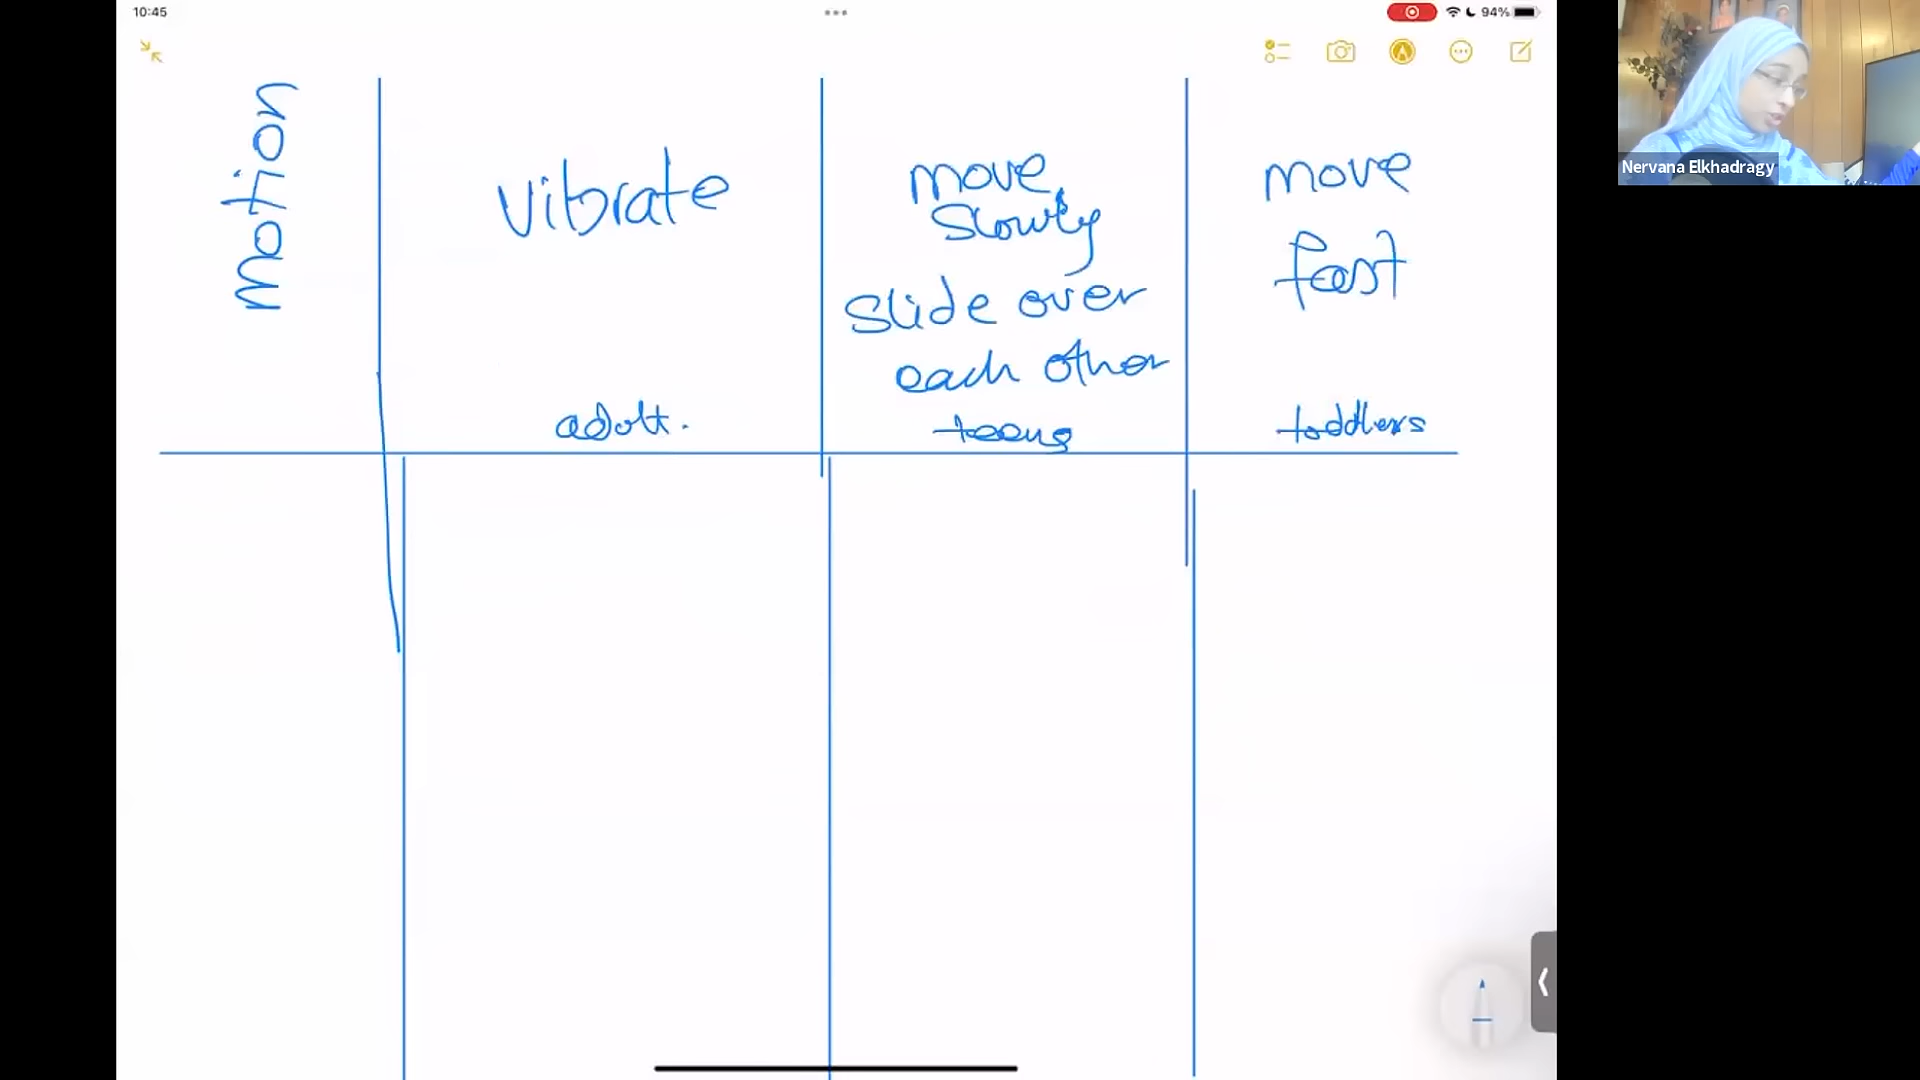 10:45
94%
Nervana Elkhadragy
motion
vibrate
move
slowly
slide over
each other
teens
adult.
move
fast
toddlers